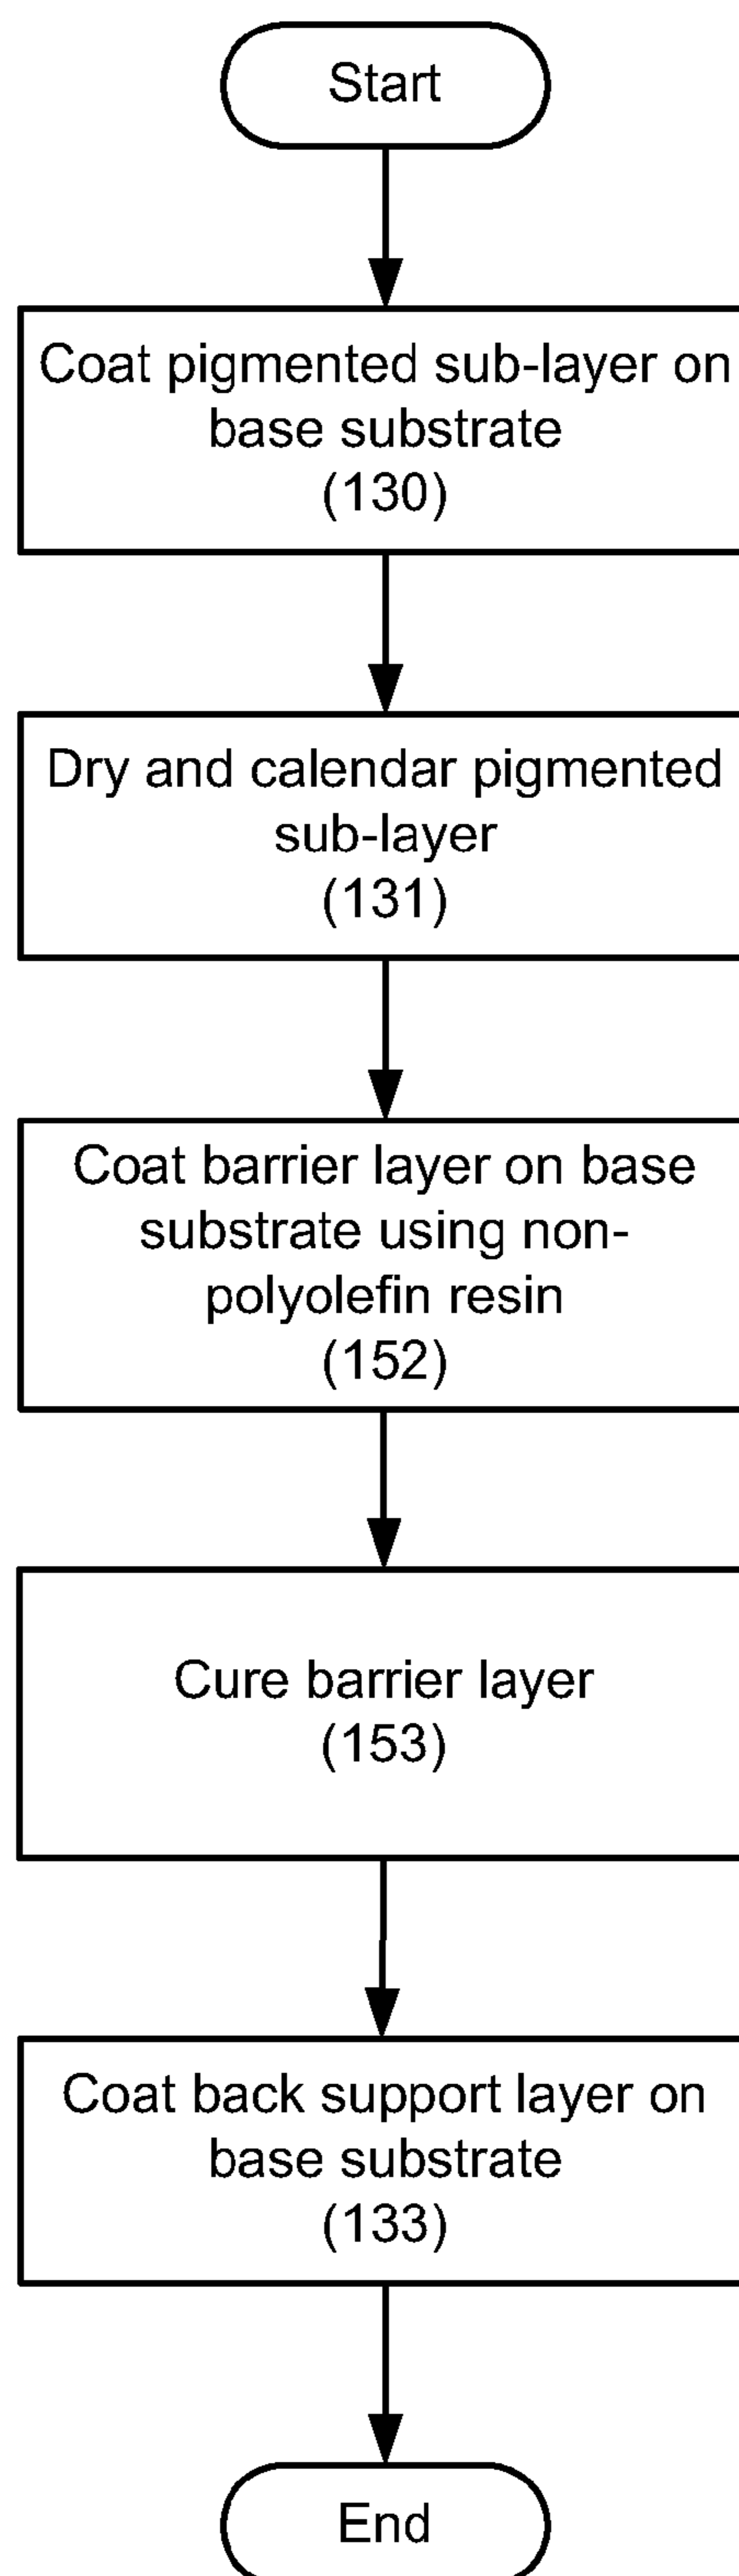 Start
Coat pigmented sub-layer on
base substrate
(130)
Dry and calendar pigmented
sub-layer
(131)
Coat barrier layer on base
substrate using non-
polyolefin resin
(152)
Cure barrier layer
(153)
Coat back support layer on
base substrate
(133)
End